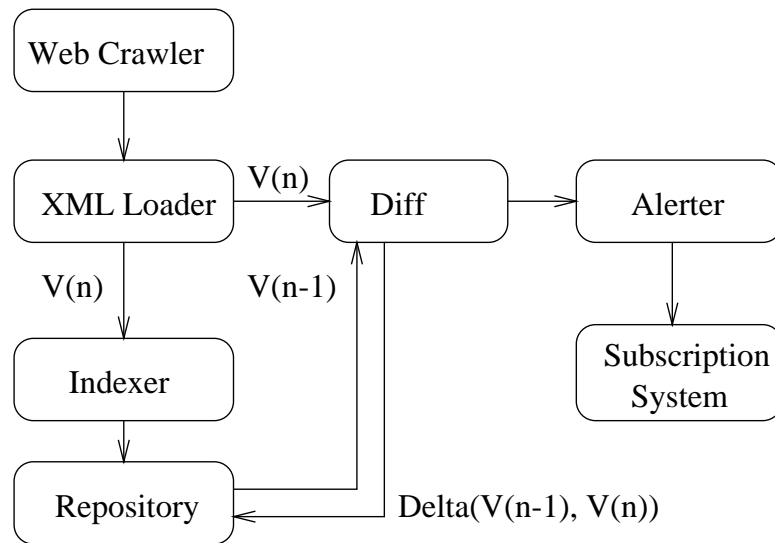 Web Crawler
XML Loader
V(n)
Diff
Alerter
V(n)
V(n-1)
Indexer
Subscription
System
Repository
Delta(V(n-1), V(n))